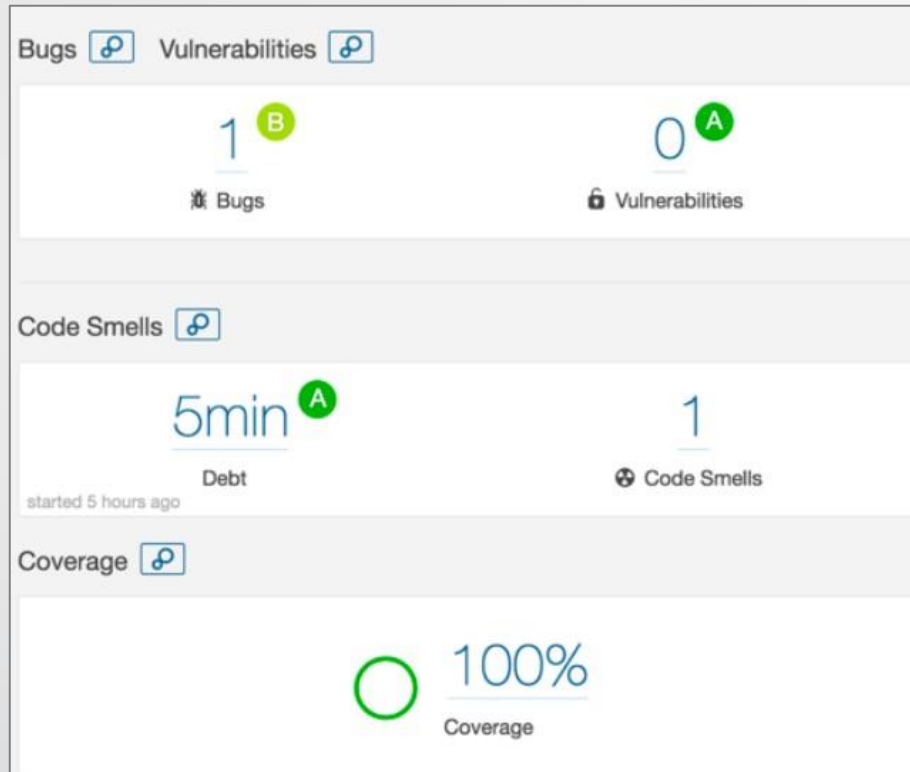 Bugs Vulnerabilities
1 B 0 A
Bugs Vulnerabilities
Code Smells
5min A 1
Debt Code Smells
started 5 hours ago
Coverage
100%
Coverage